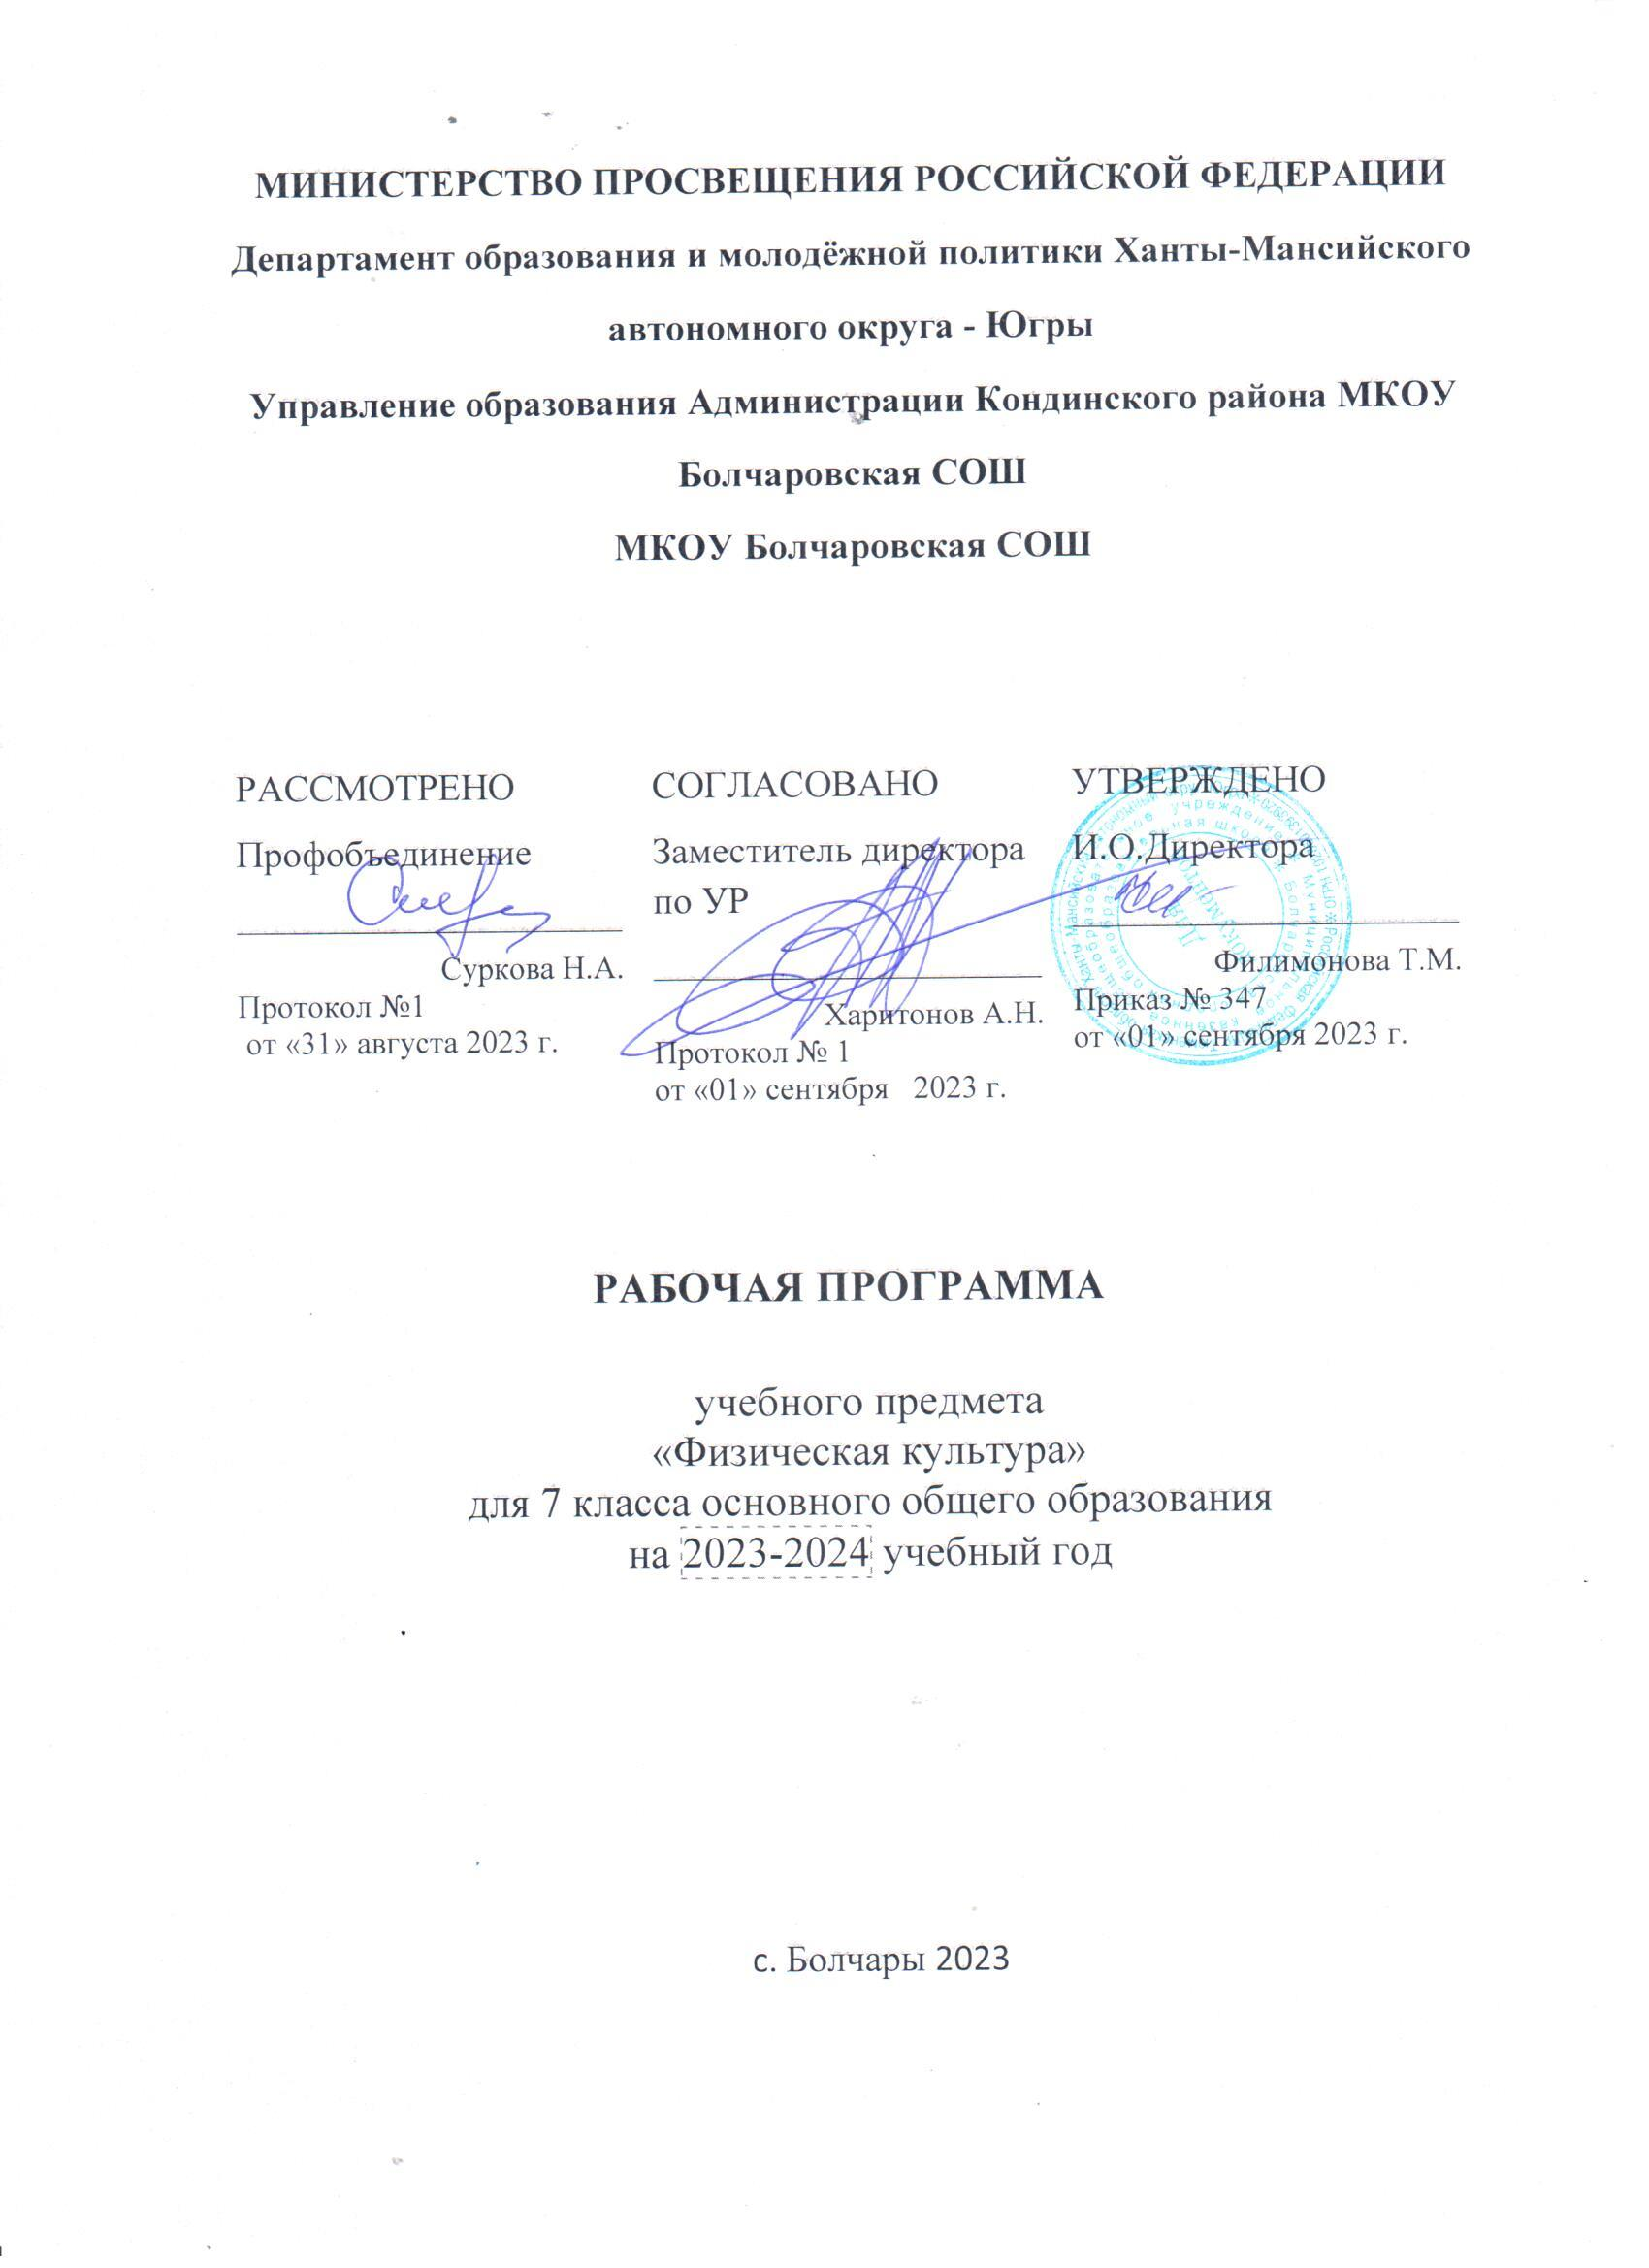 МИНИСТЕРСТВО ПРОСВЕЩЕНИЯ РОССИЙСКОЙ ФЕДЕРАЦИИ
Департамент образования и молодёжной политики Ханты-Мансийского
автономного округа - Югры
Управление образования Администрации Кондинского района МКОУ
Болчаровская СОШ
МКОУ Болчаровская СОШ
РАССМОТРЕНО
Профобъединение
Суркова Н.А.
Протокол №1
от «31» августа 2023 г.
СОГЛАСОВАНО
Заместитель директора
по УР
Харитонов А.Н.
Протокол № 1
от «01» сентября 2023 г.
УТВЕРЖДЕНО
И.О.Директора
Филимонова Т.М.
Приказ № 347
от «01» сентября 2023 г.
РАБОЧАЯ ПРОГРАММА
учебного предмета
«Физическая культура»
для 7 класса основного общего образования
на 2023-2024 учебный год
с. Болчары 2023